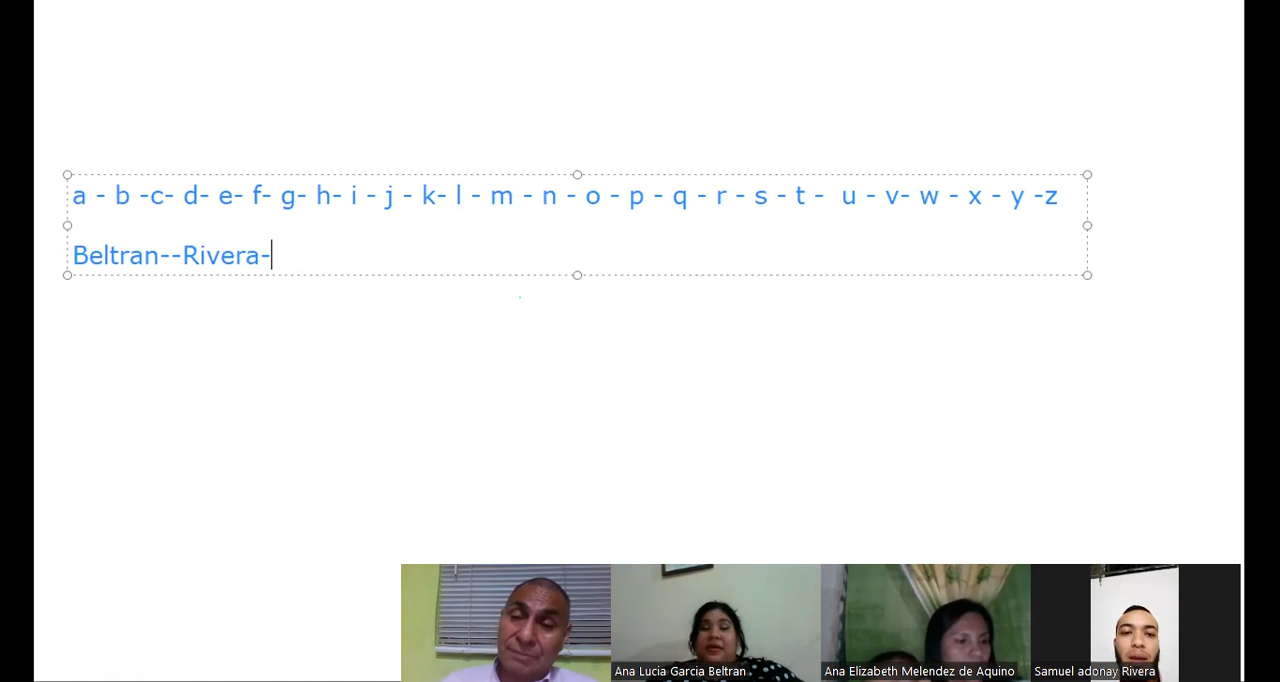 a - b -c- d- e- f- g- h- i - j - k- l - m - n - o - p - q - r - s - t -  u - v- w - x - y -z
Beltran--Rivera-
Ana Lucia Garcia Beltran
Ana Elizabeth Melendez de Aquino
Samuel adonay Rivera